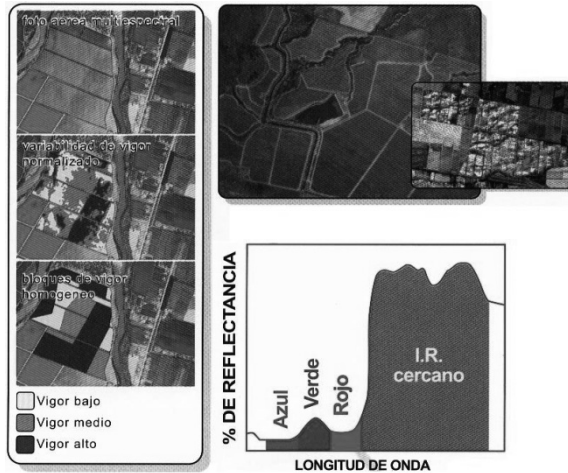 foto aerea multiespectral
variabilidad de vigor
normalizado
bloques de vigor
homogeneo
Vigor bajo
Vigor medio
Vigor alto
% DE REFLECTANCIA
Azul
Verde
Rojo
I.R.
cercano
LONGITUD DE ONDA